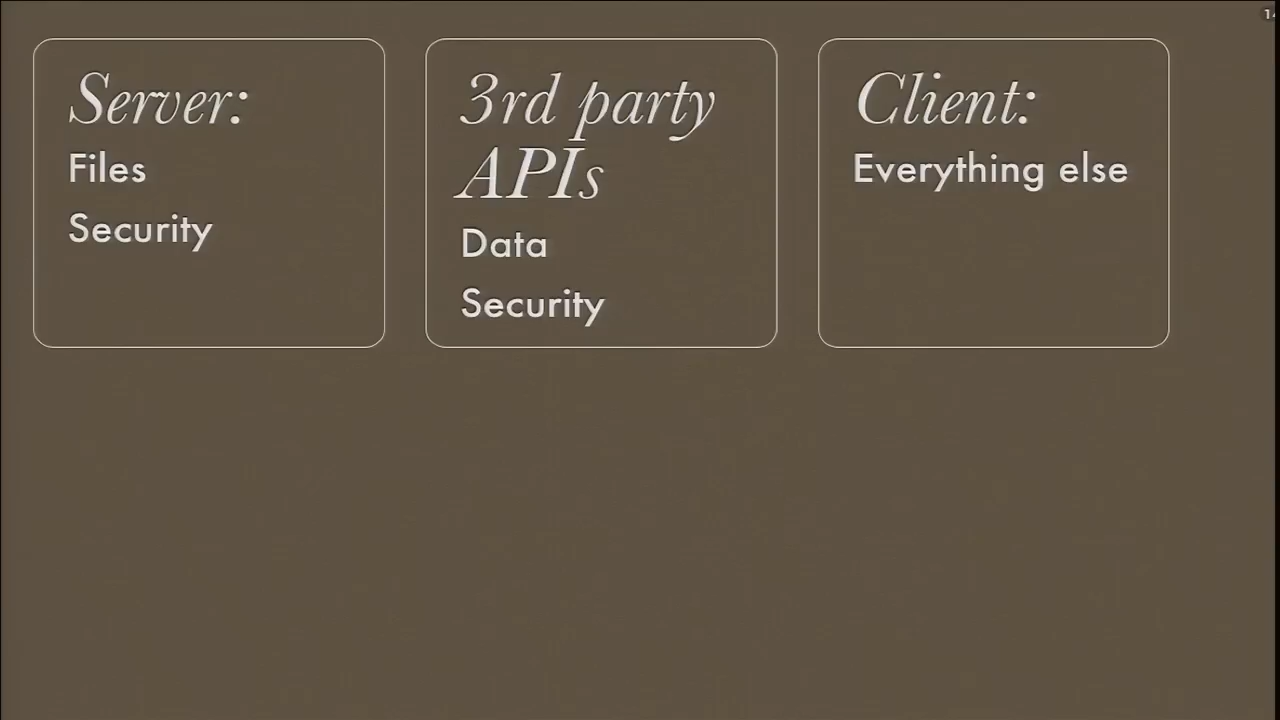 Server:
Files
Security
3rd party
APIs
Data
Security
Client:
Everything else